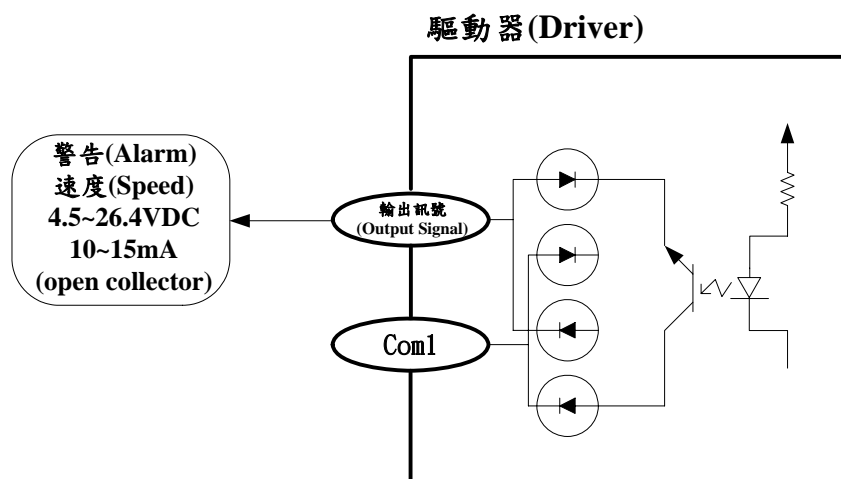 驅動器(Driver)
警告(Alarm)
速度(Speed)
4.5~26.4VDC
10~15mA
(open collector)
輸出訊號
(Output Signal)
Com1